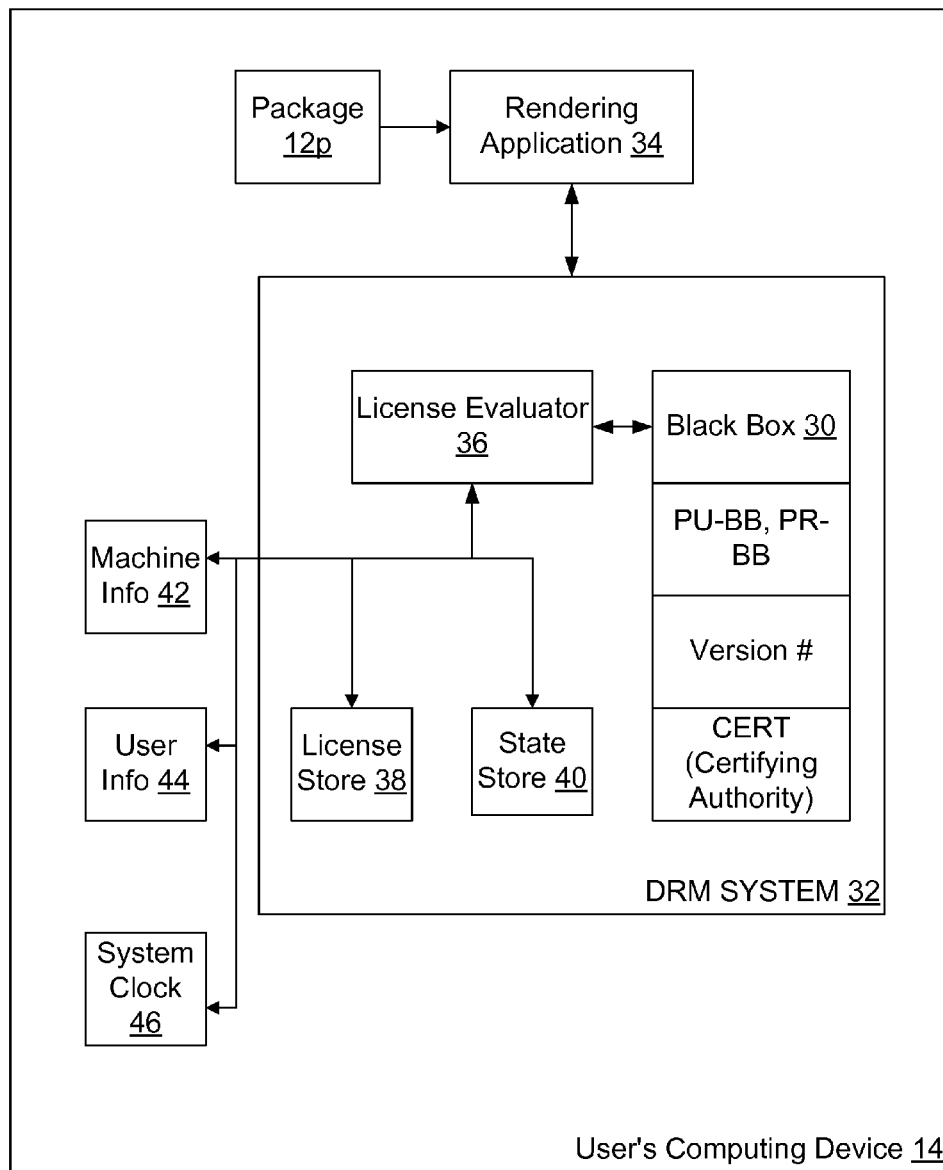 Package
12p
Rendering
Application 34
License Evaluator
36
Black Box 30
PU-BB, PR-
BB
Version #
CERT
(Certifying
Authority)
Machine
Info 42
User
Info 44
License
Store 38
State
Store 40
DRM SYSTEM 32
System
Clock
46
User's Computing Device 14